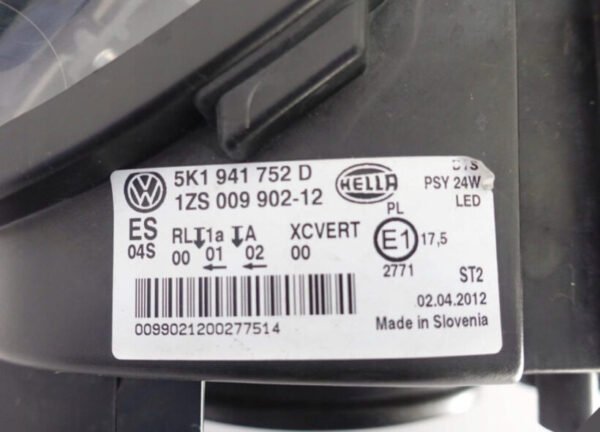 5K1 941 752 D
1ZS 009 902-12
HELLA
PSY 24W
LED
ES
04S
RL 1a A XCVERT
00 01 02 00
PL
E1 17,5
2771
ST2
02.04.2012
Made in Slovenia
0099021200277514